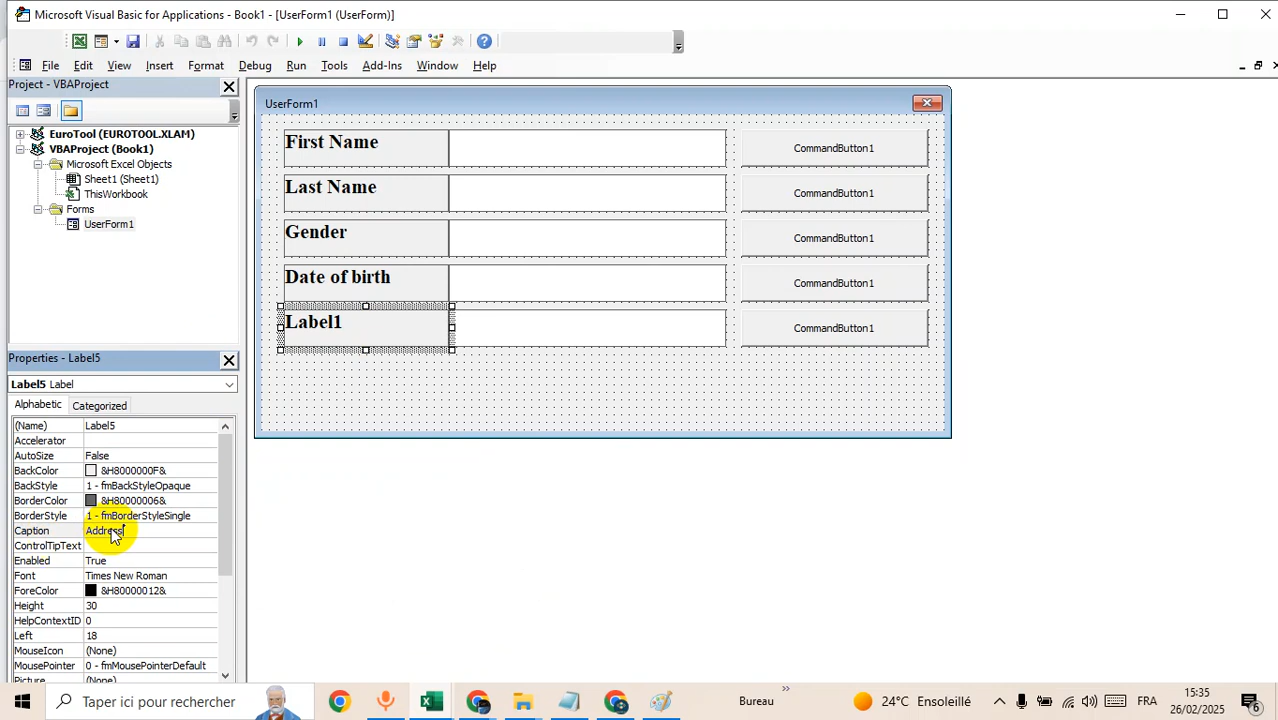 Microsoft Visual Basic for Applications - Book1 - [UserForm1 (UserForm)]
File Edit View Insert Format Debug Run Tools Add-Ins Window Help
Project - VBAProject
EuroTool (EUROTOOL.XLAM)
VBAProject (Book1)
Microsoft Excel Objects
Sheet1 (Sheet1)
ThisWorkbook
Forms
UserForm1
UserForm1
First Name CommandButton1
Last Name CommandButton1
Gender CommandButton1
Date of birth CommandButton1
Label1 CommandButton1
Properties - Label5
Label5 Label
Alphabetic Categorized
(Name) Label5
Accelerator
AutoSize False
BackColor &H8000000F&
BackStyle 1 - fmBackStyleOpaque
BorderColor &H80000006&
BorderStyle 1 - fmBorderStyleSingle
Caption Address
ControlTipText
Enabled True
Font Times New Roman
ForeColor &H80000012&
Height 30
HelpContextID 0
Left 18
MouseIcon (None)
MousePointer 0 - fmMousePointerDefault
Picture (None)
Taper ici pour rechercher
Bureau
24°C Ensoleillé
FRA
15:35
26/02/2025
6